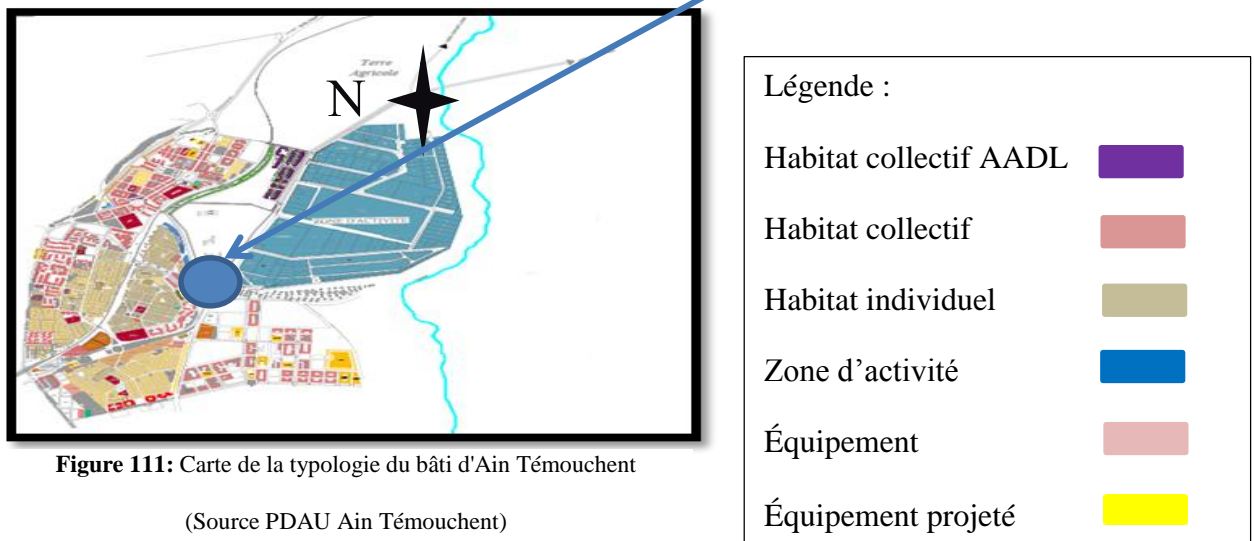 Terre
Agricole
N
ZONE D'ACTIVITE
Figure 111: Carte de la typologie du bâti d'Ain Témouchent
(Source PDAU Ain Témouchent)
Légende :
Habitat collectif AADL
Habitat collectif
Habitat individuel
Zone d’activité
Équipement
Équipement projeté